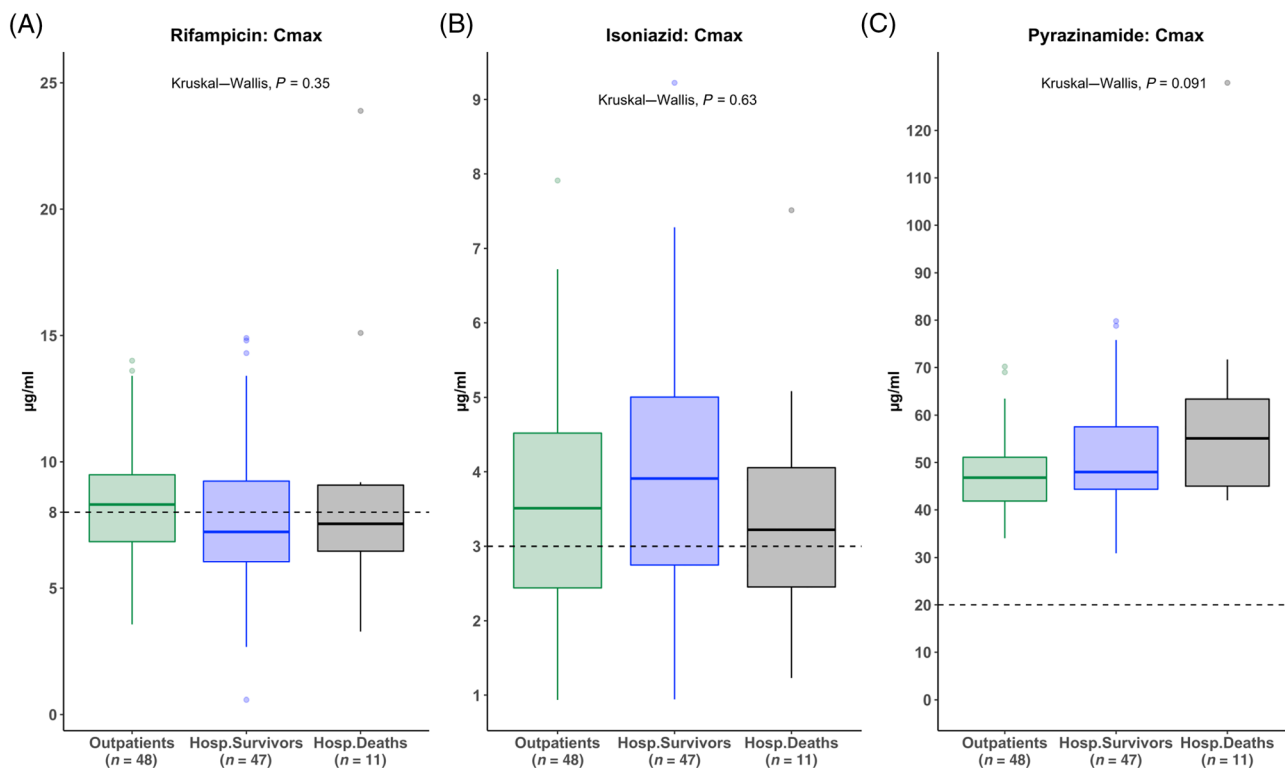 (A)
Rifampicin: Cmax
Kruskal—Wallis, P = 0.35
25
20
15
10
8
5
0
µg/ml
Outpatients
(n = 48)
Hosp.Survivors
(n = 47)
Hosp.Deaths
(n = 11)
(B)
Isoniazid: Cmax
Kruskal—Wallis, P = 0.63
9
8
7
6
5
4
3
2
1
µg/ml
Outpatients
(n = 48)
Hosp.Survivors
(n = 47)
Hosp.Deaths
(n = 11)
(C)
Pyrazinamide: Cmax
Kruskal—Wallis, P = 0.091
120
110
100
90
80
70
60
50
40
30
20
10
0
µg/ml
Outpatients
(n = 48)
Hosp.Survivors
(n = 47)
Hosp.Deaths
(n = 11)